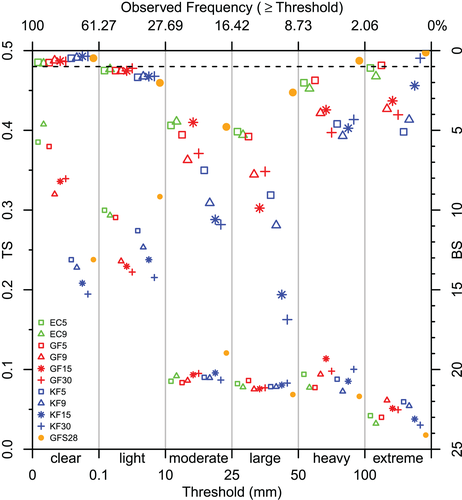 Observed Frequency (≥ Threshold)
100 61.27 27.69 16.42 8.73 2.06 0%
0.5 0
0.4 5
0.3 10
TS BS
0.2 15
0.1 20
0.0 25
EC5
EC9
GF5
GF9
GF15
GF30
KF5
KF9
KF15
KF30
GFS28
clear light moderate large heavy extreme
0 0.1 10 25 50 100
Threshold (mm)